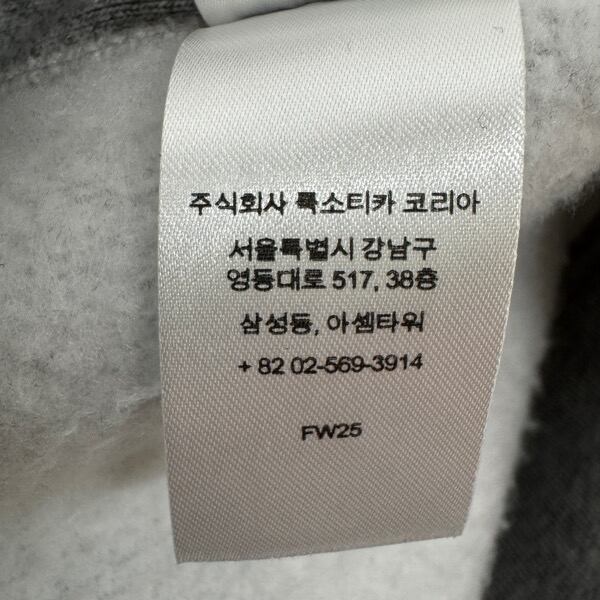 주식회사 룩소티카 코리아
서울특별시 강남구
영동대로 517, 38층
삼성동, 아셈타워
+ 82 02-569-3914
FW25